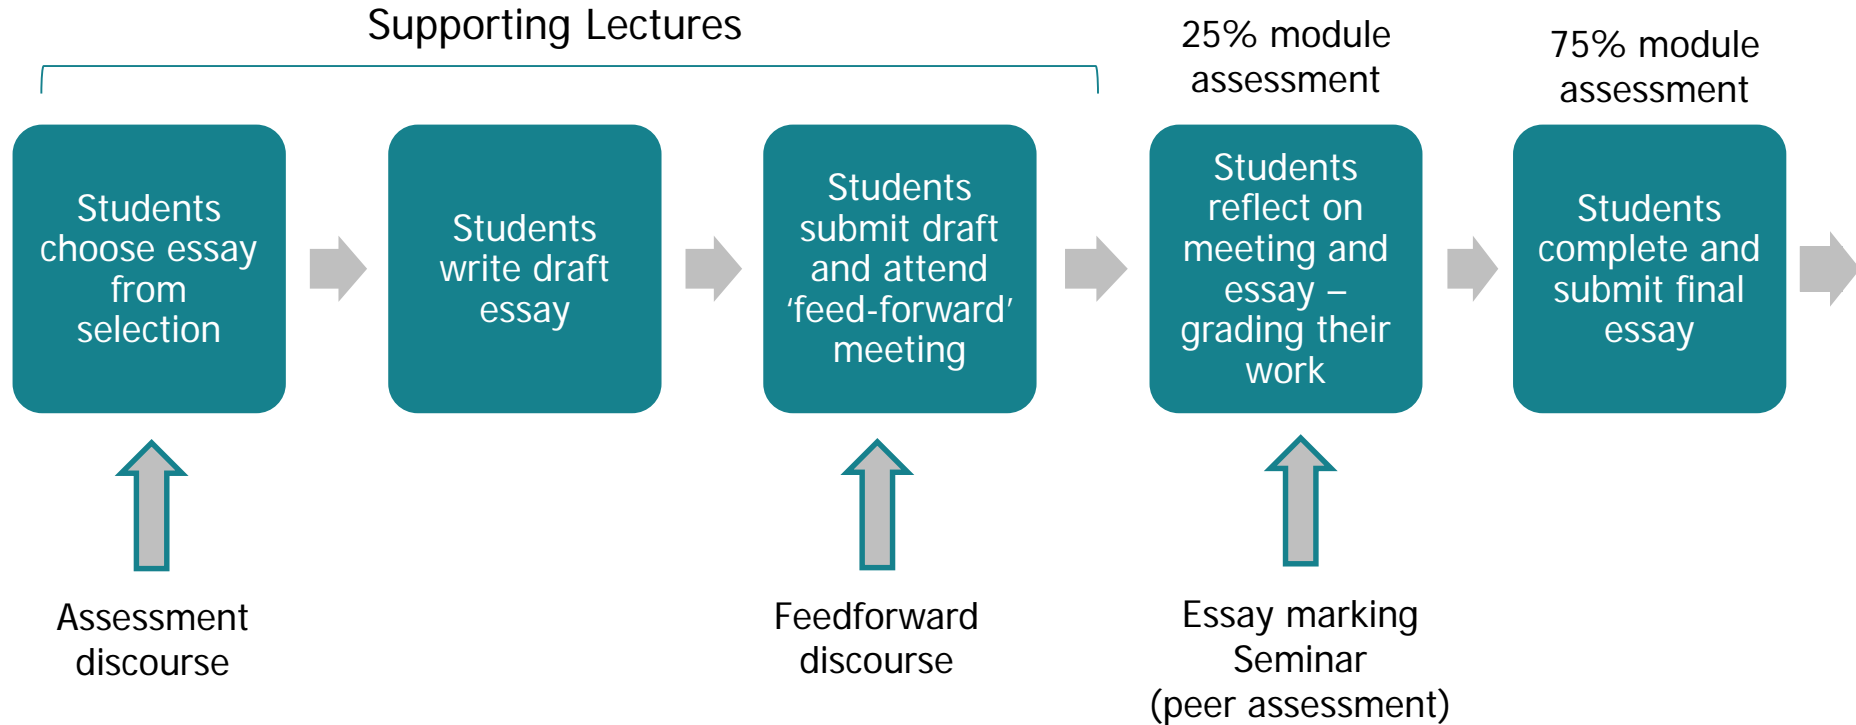 Supporting Lectures
25% module
assessment
75% module
assessment
Students
choose essay
from
selection
Students
write draft
essay
Students
submit draft
and attend
‘feed-forward’
meeting
Students
reflect on
meeting and
essay –
grading their
work
Students
complete and
submit final
essay
Assessment
discourse
Feedforward
discourse
Essay marking
Seminar
(peer assessment)